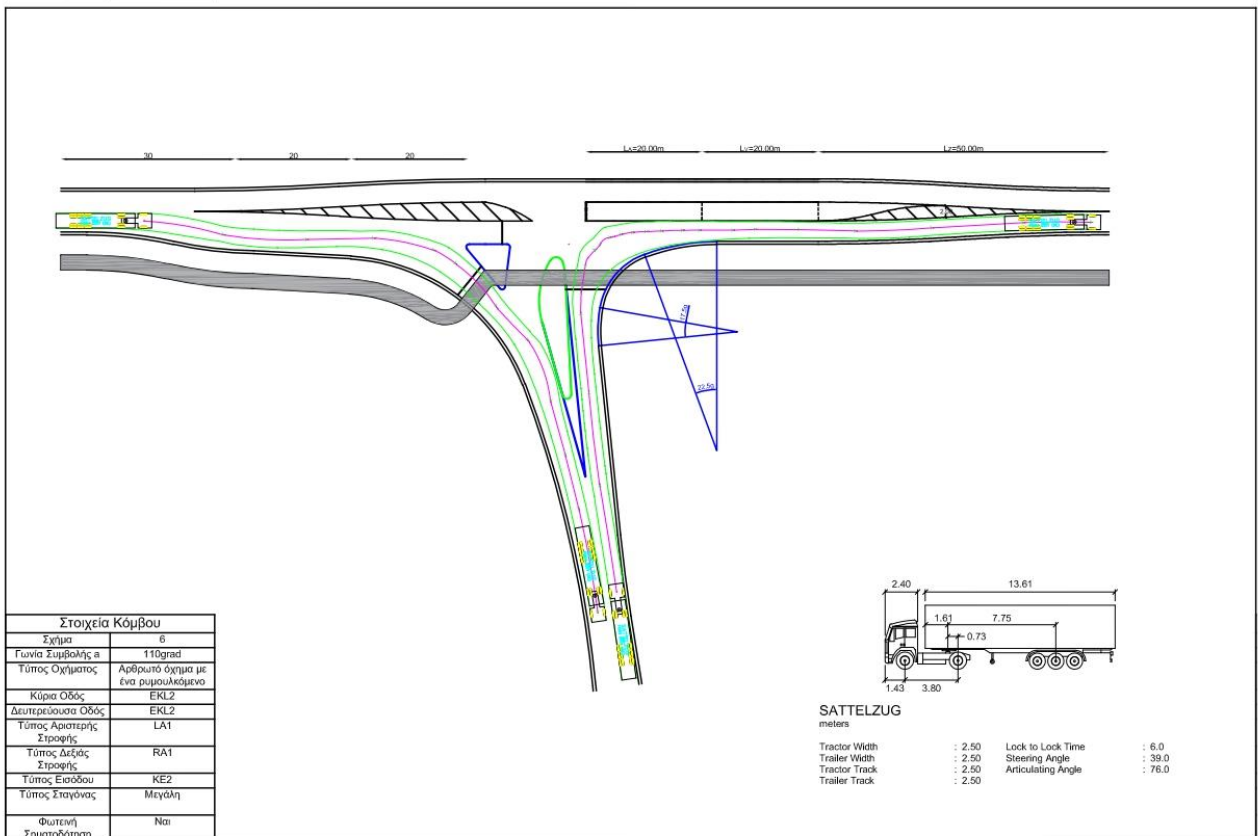 30
20
20
Lᴀ=20.00m
Lv=20.00m
Lz=50.00m
17.5g
22.5g
Στοιχεία Κόμβου
Σχήμα 6
Γωνία Συμβολής a 110grad
Τύπος Οχήματος Αρθρωτό όχημα με ένα ρυμουλκόμενο
Κύρια Οδός EKL2
Δευτερεύουσα Οδός EKL2
Τύπος Αριστερής Στροφής LA1
Τύπος Δεξιάς Στροφής RA1
Τύπος Εισόδου KE2
Τύπος Σταγόνας Μεγάλη
Φωτεινή Σηματοδότηση Ναι
2.40
13.61
1.61
7.75
0.73
1.43
3.80
SATTELZUG
meters
Tractor Width : 2.50 Lock to Lock Time : 6.0
Trailer Width : 2.50 Steering Angle : 39.0
Tractor Track : 2.50 Articulating Angle : 76.0
Trailer Track : 2.50